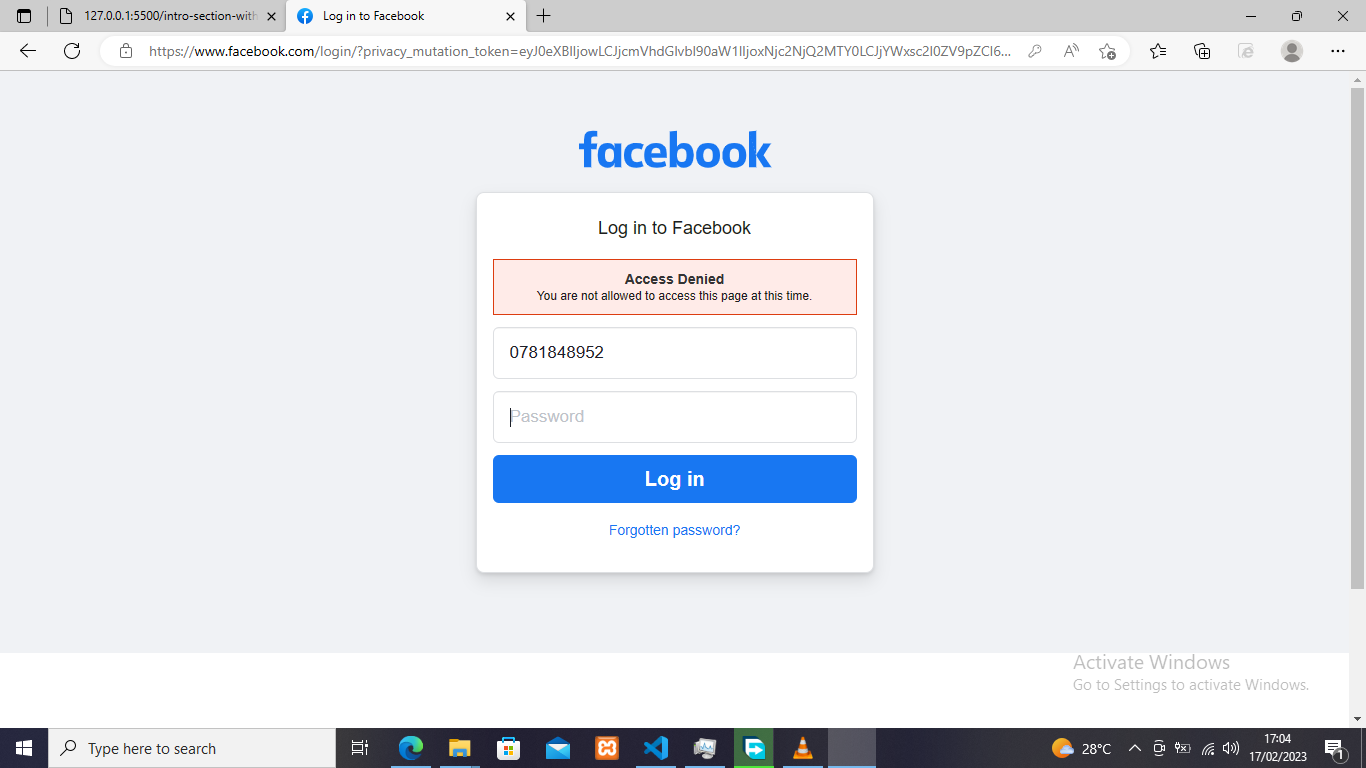 127.0.0.1:5500/intro-section-with
Log in to Facebook
https://www.facebook.com/login/?privacy_mutation_token=eyJ0eXBlIjowLCJjcmVhdGlvbl90aW1lIjoxNjc2NjQ2MTY0LCJjYWxsc2l0ZV9pZCI6...
facebook
Log in to Facebook
Access Denied
You are not allowed to access this page at this time.
0781848952
Password
Log in
Forgotten password?
Activate Windows
Go to Settings to activate Windows.
Type here to search
28°C
17:04
17/02/2023
1